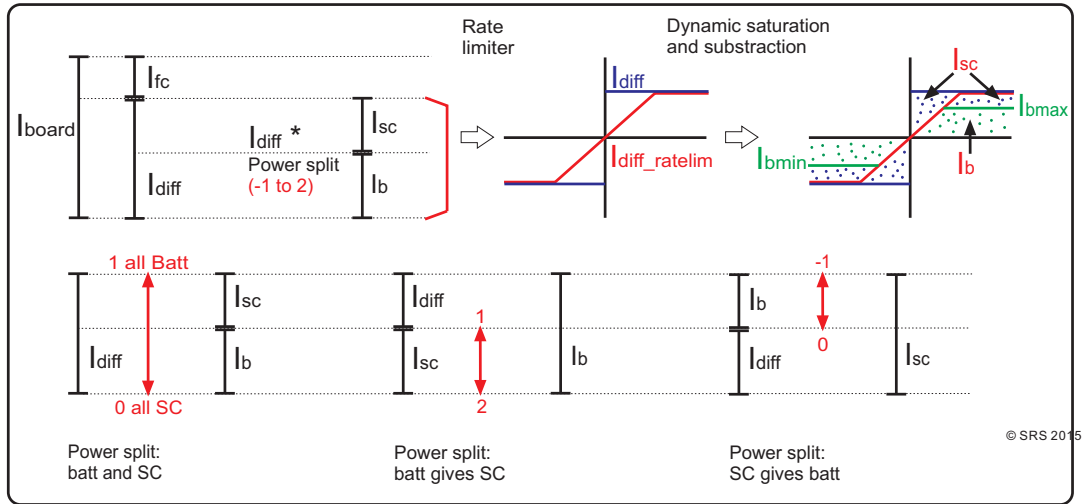 Rate
limiter
Dynamic saturation
and substraction
Iboard
Ifc
Idiff
Idiff *
Power split
(-1 to 2)
Isc
Ib
Idiff
Idiff_ratelim
Isc
Ibmax
Ibmin
Ib
1 all Batt
Idiff
0 all SC
Isc
Ib
Idiff
Isc
1
2
Ib
Ib
Idiff
-1
0
Isc
© SRS 2015
Power split:
batt and SC
Power split:
batt gives SC
Power split:
SC gives batt